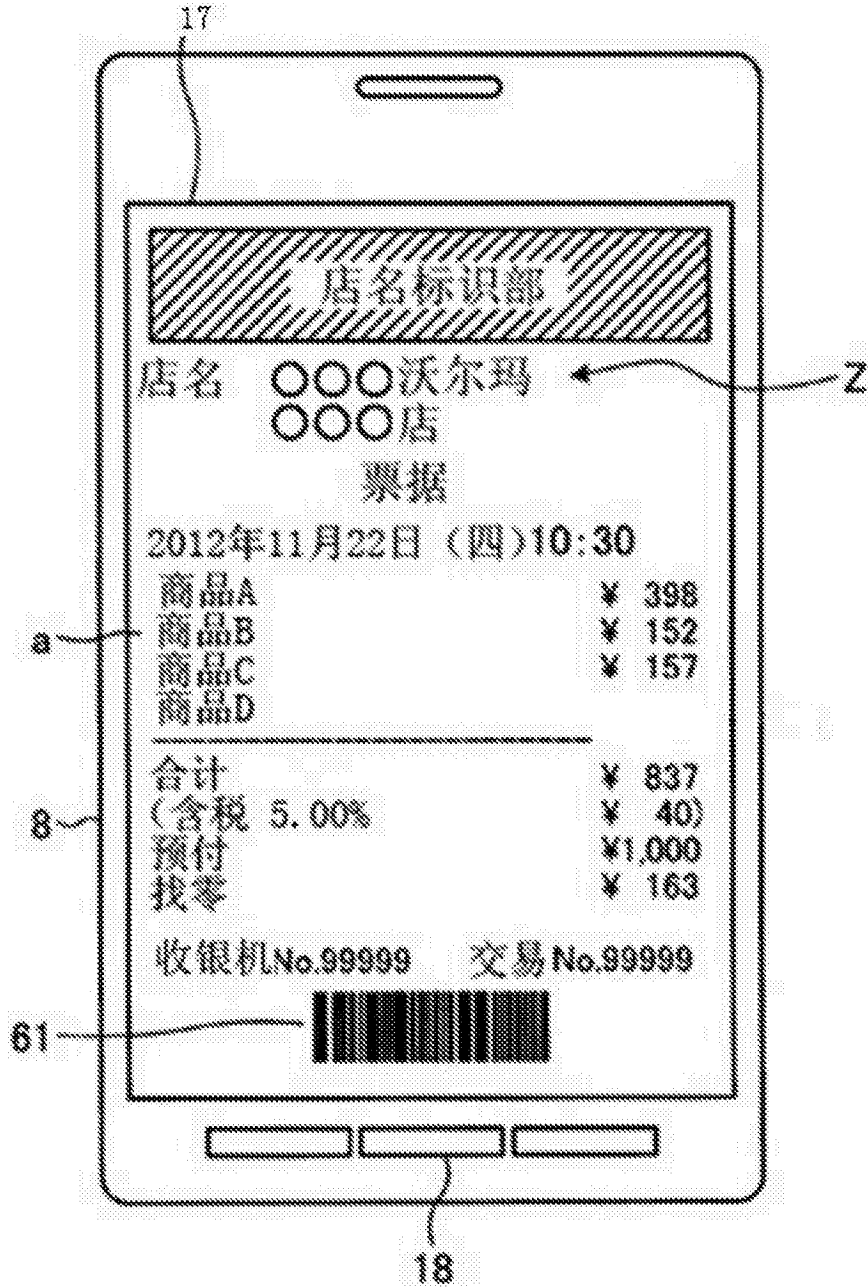 17
店名标识部
店名 ○○○沃尔玛
Z
○○○店
票据
2012年11月22日（四）10:30
商品A ¥ 398
a
商品B ¥ 152
商品C ¥ 157
商品D
合计 ¥ 837
8
(含税 5.00% ¥ 40)
预付 ¥1,000
找零 ¥ 163
收银机No.99999 交易No.99999
61
18